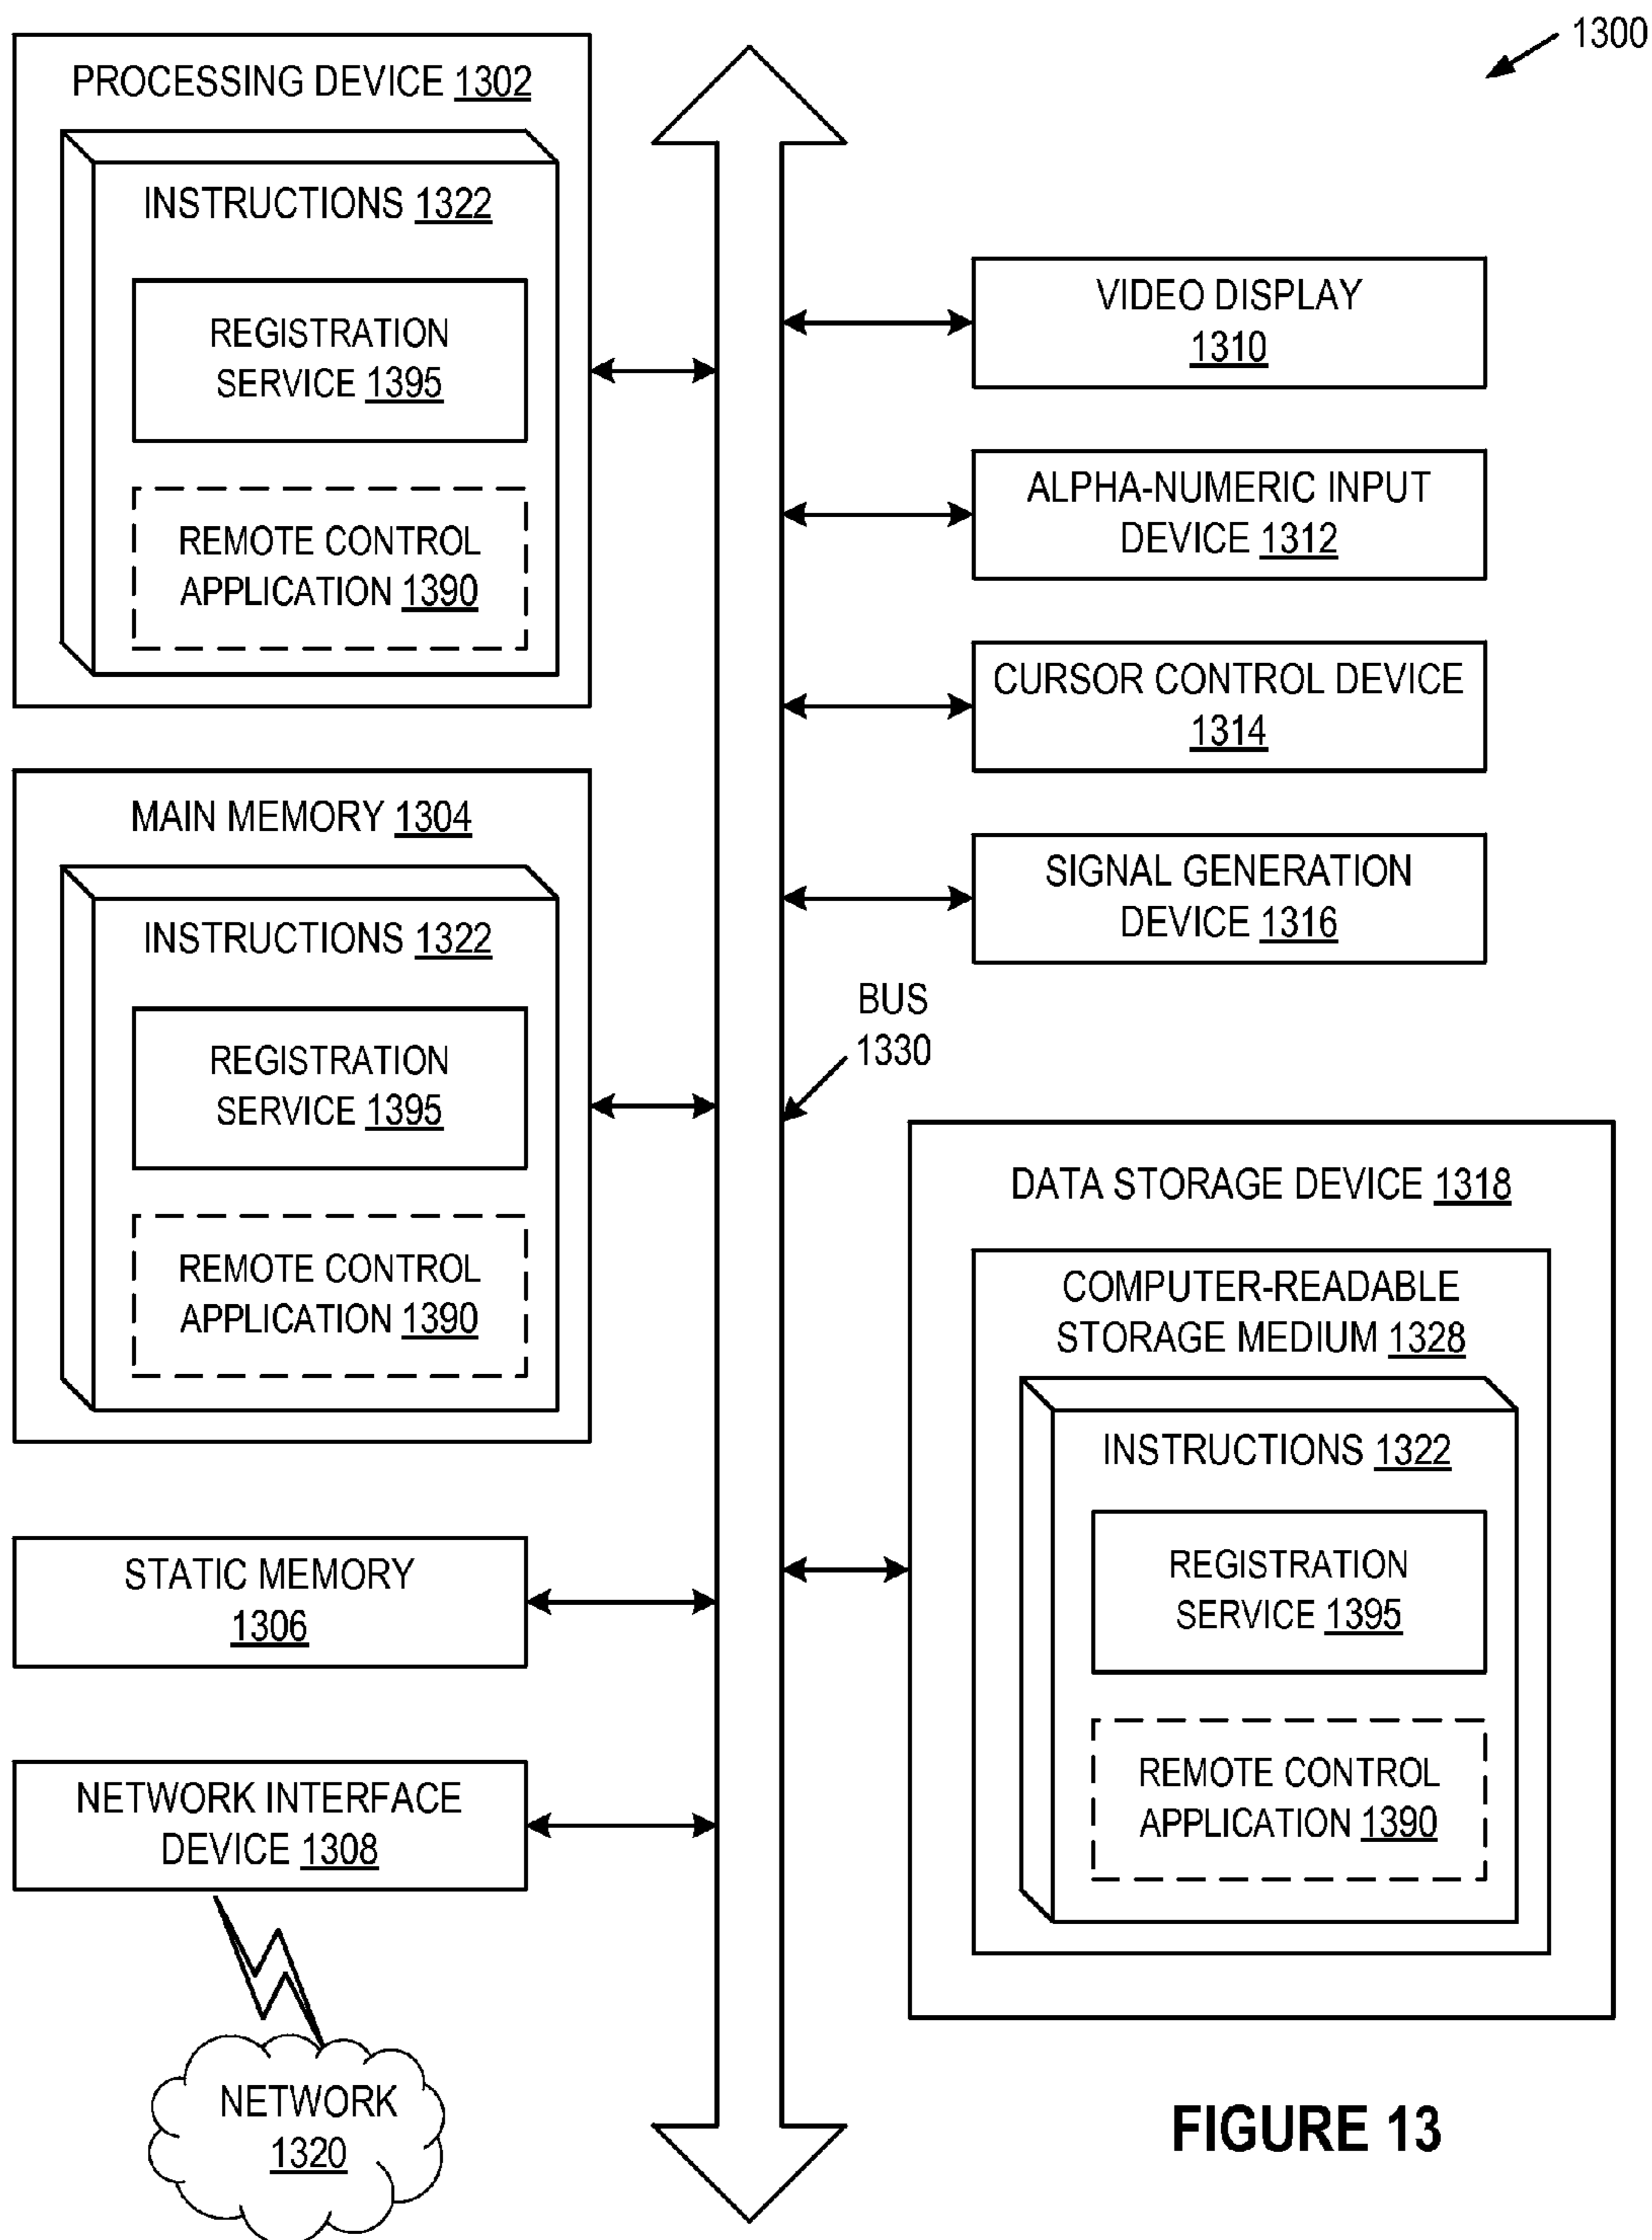 1300
PROCESSING DEVICE 1302
INSTRUCTIONS 1322
REGISTRATION
SERVICE 1395
REMOTE CONTROL
APPLICATION 1390
MAIN MEMORY 1304
INSTRUCTIONS 1322
REGISTRATION
SERVICE 1395
REMOTE CONTROL
APPLICATION 1390
STATIC MEMORY
1306
NETWORK INTERFACE
DEVICE 1308
NETWORK
1320
VIDEO DISPLAY
1310
ALPHA-NUMERIC INPUT
DEVICE 1312
CURSOR CONTROL DEVICE
1314
SIGNAL GENERATION
DEVICE 1316
BUS
1330
DATA STORAGE DEVICE 1318
COMPUTER-READABLE
STORAGE MEDIUM 1328
INSTRUCTIONS 1322
REGISTRATION
SERVICE 1395
REMOTE CONTROL
APPLICATION 1390
FIGURE 13